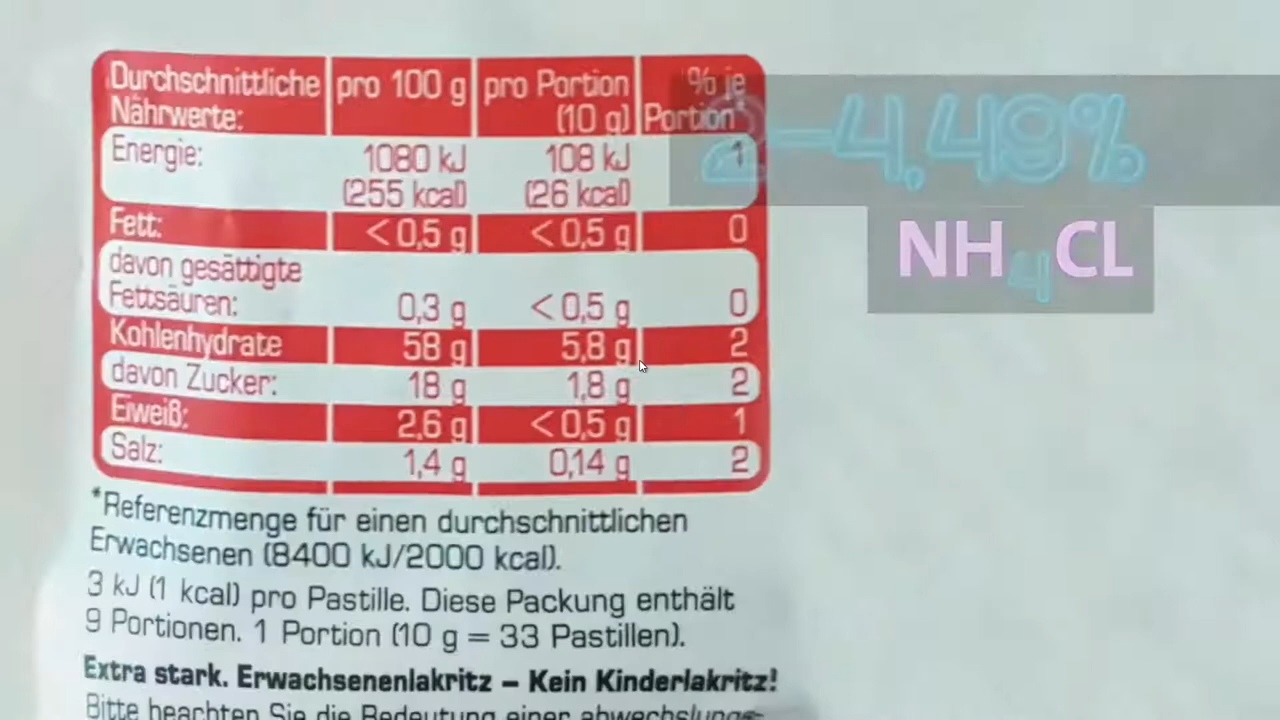 Durchschnittliche Nährwerte: pro 100 g pro Portion (10 g) % je Portion*
Energie: 1080 kJ (255 kcal) 108 kJ (26 kcal) 1
Fett: < 0,5 g < 0,5 g 0
davon gesättigte Fettsäuren: 0,3 g < 0,5 g 0
Kohlenhydrate 58 g 5,8 g 2
davon Zucker: 18 g 1,8 g 2
Eiweiß: 2,6 g < 0,5 g 1
Salz: 1,4 g 0,14 g 2
*Referenzmenge für einen durchschnittlichen
Erwachsenen (8400 kJ/2000 kcal).
3 kJ (1 kcal) pro Pastille. Diese Packung enthält
9 Portionen. 1 Portion (10 g = 33 Pastillen).
Extra stark. Erwachsenenlakritz – Kein Kinderlakritz!
Bitte beachten Sie die Bedeutung einer abwechslungs-
2-4,49%
NH4CL